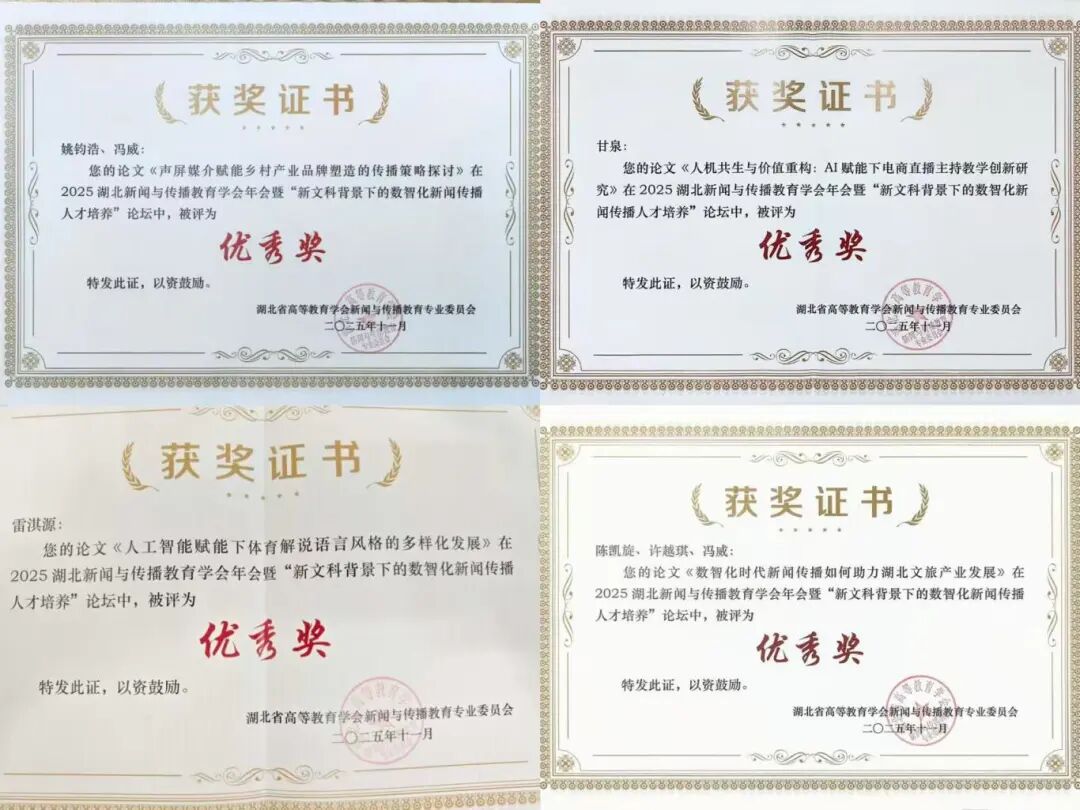 获奖证书
姚钧浩、冯威：
您的论文《声屏媒介赋能乡村产业品牌塑造的传播策略探讨》在
2025湖北新闻与传播教育学会年会暨“新文科背景下的数智化新闻传播
人才培养”论坛中，被评为
优秀奖
特发此证，以资鼓励。
湖北省高等教育学会新闻与传播教育专业委员会
二〇二五年十一月
获奖证书
甘泉：
您的论文《人机共生与价值重构：AI赋能下电商直播主持教学创新研
究》在2025湖北新闻与传播教育学会年会暨“新文科背景下的数智化新
闻传播人才培养”论坛中，被评为
优秀奖
特发此证，以资鼓励。
湖北省高等教育学会新闻与传播教育专业委员会
二〇二五年十一月
获奖证书
雷淇源：
您的论文《人工智能赋能下体育解说语言风格的多样化发展》在
2025湖北新闻与传播教育学会年会暨“新文科背景下的数智化新闻传播
人才培养”论坛中，被评为
优秀奖
特发此证，以资鼓励。
湖北省高等教育学会新闻与传播教育专业委员会
二〇二五年十一月
获奖证书
陈凯旋、许越琪、冯威：
您的论文《数智化时代新闻传播如何助力湖北文旅产业发展》在
2025湖北新闻与传播教育学会年会暨“新文科背景下的数智化新闻传播
人才培养”论坛中，被评为
优秀奖
特发此证，以资鼓励。
湖北省高等教育学会新闻与传播教育专业委员会
二〇二五年十一月